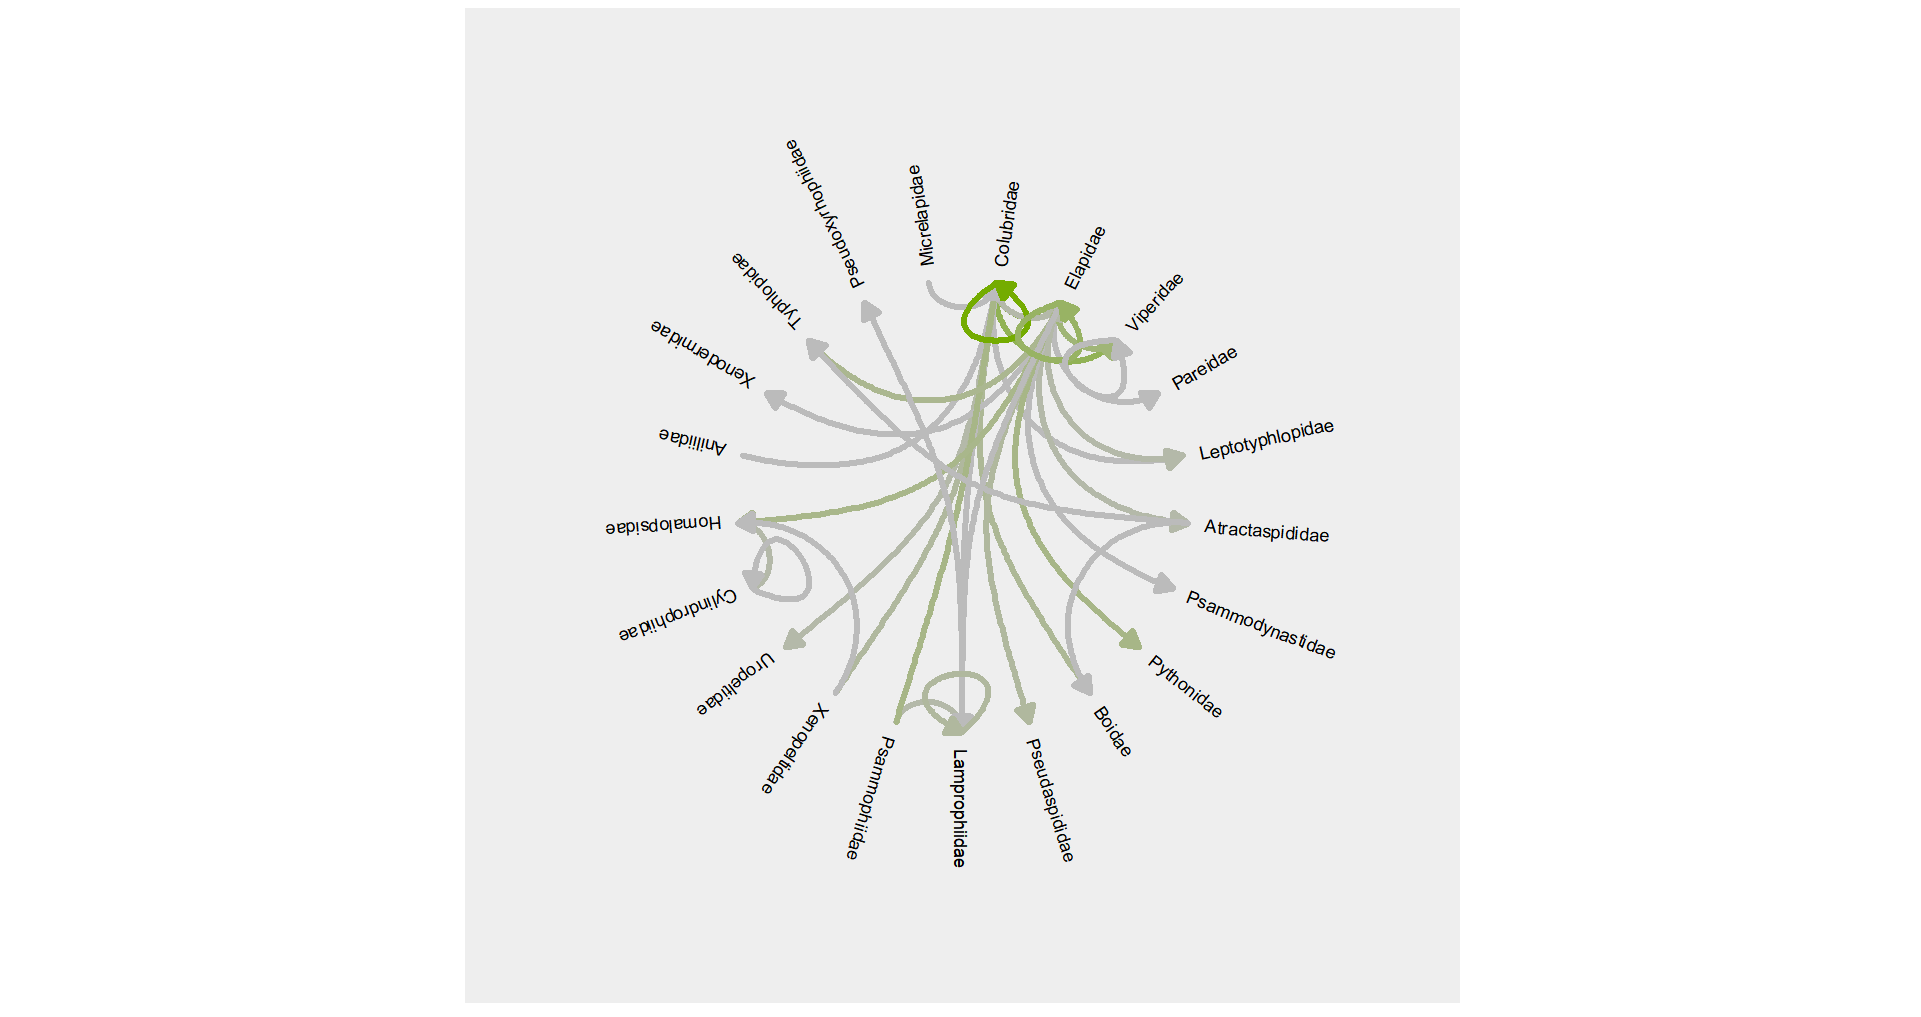 Colubridae
Elapidae
Viperidae
Pareidae
Leptotyphlopidae
Atractaspididae
Psammodynastidae
Pythonidae
Boidae
Pseudaspididae
Lamprophiidae
Psammophiidae
Xenopeltidae
Uropeltidae
Cylindrophiidae
Homalopsidae
Aniliidae
Xenodermidae
Typhlopidae
Pseudoxyrhophiidae
Micrelapidae